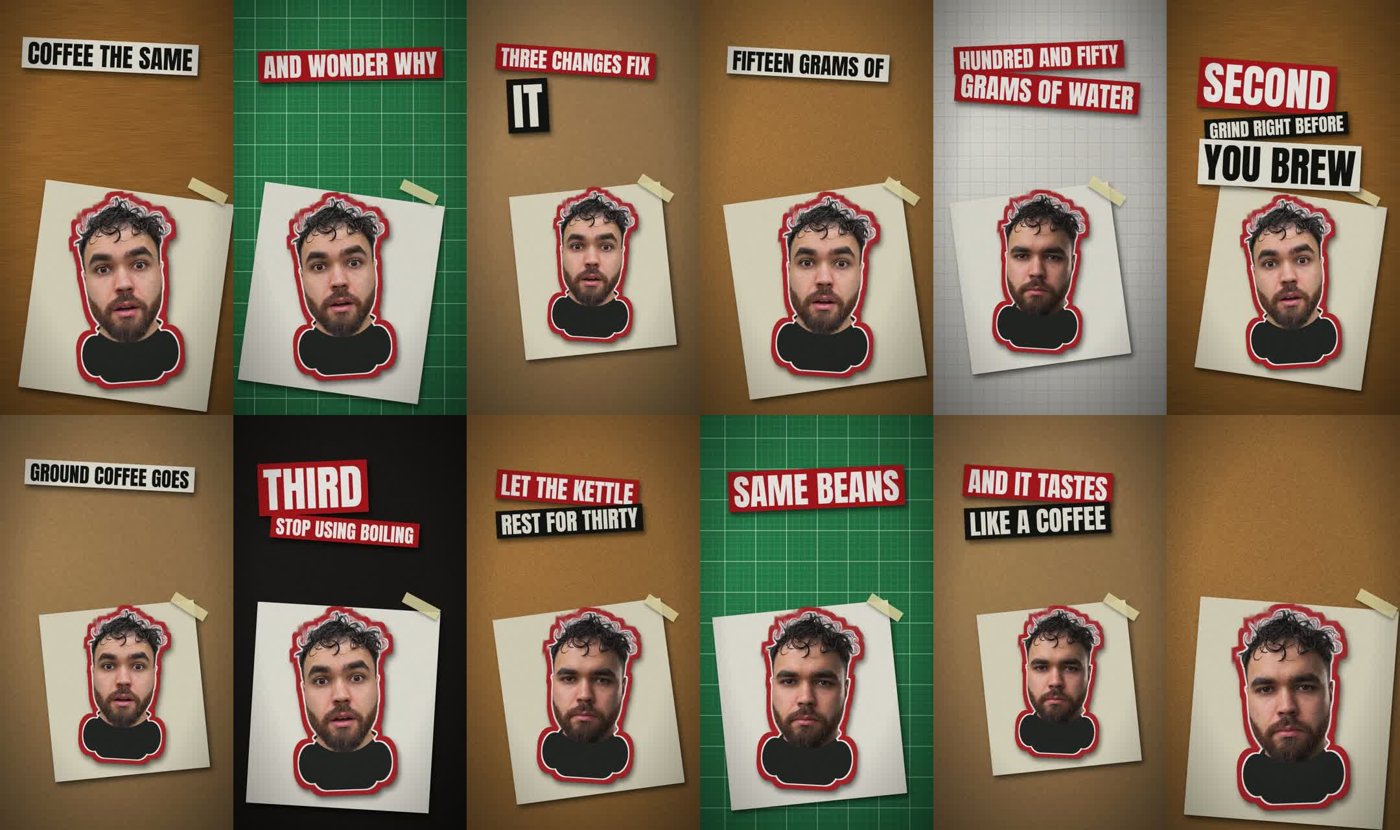 COFFEE THE SAME
AND WONDER WHY
THREE CHANGES FIX
IT
FIFTEEN GRAMS OF
HUNDRED AND FIFTY
GRAMS OF WATER
SECOND
GRIND RIGHT BEFORE
YOU BREW
GROUND COFFEE GOES
THIRD
STOP USING BOILING
LET THE KETTLE
REST FOR THIRTY
SAME BEANS
AND IT TASTES
LIKE A COFFEE